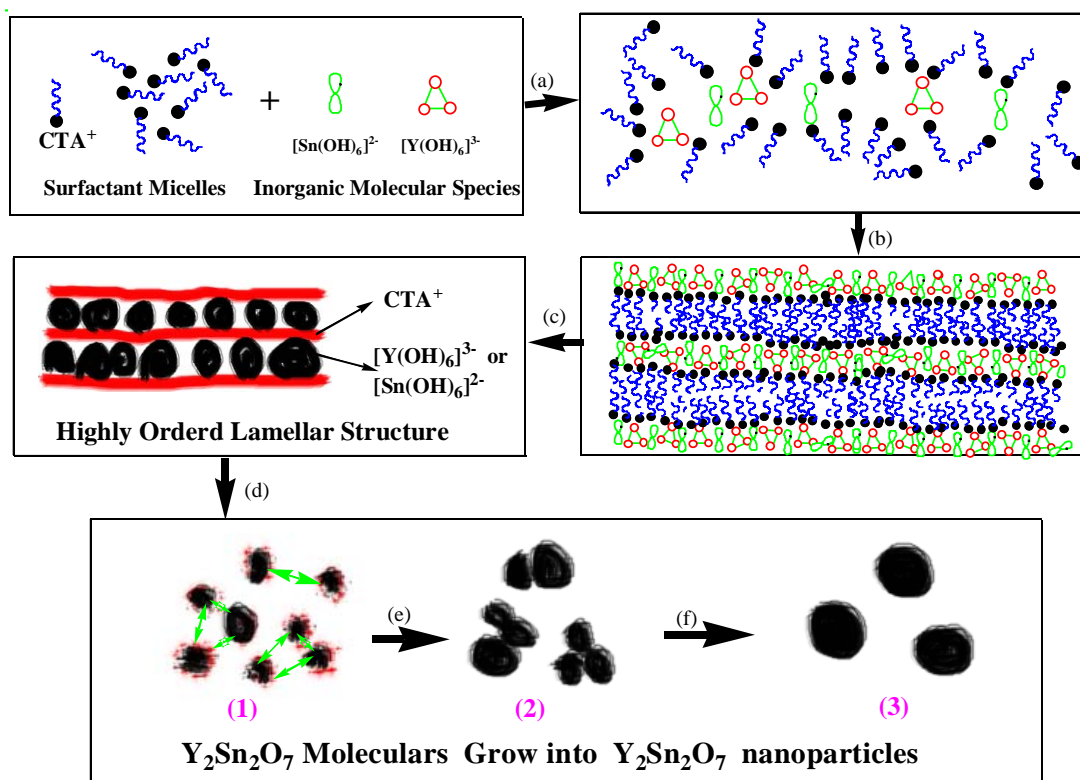 CTA⁺
+
[Sn(OH)₆]²⁻ [Y(OH)₆]³⁻
Surfactant Micelles Inorganic Molecular Species
(a)
(b)
(c)
CTA⁺
[Y(OH)₆]³⁻ or
[Sn(OH)₆]²⁻
Highly Orderd Lamellar Structure
(d)
(e)
(f)
(1) (2) (3)
Y₂Sn₂O₇ Moleculars Grow into Y₂Sn₂O₇ nanoparticles